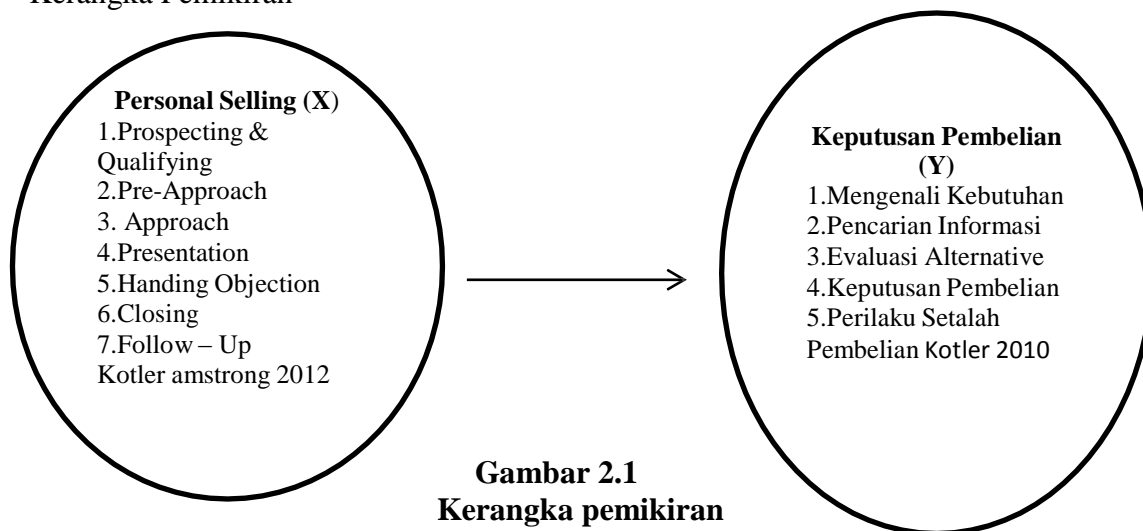 Kerangka Pemikiran
Personal Selling (X)
1.Prospecting &
Qualifying
2.Pre-Approach
3. Approach
4.Presentation
5.Handing Objection
6.Closing
7.Follow – Up
Kotler amstrong 2012
Keputusan Pembelian
(Y)
1.Mengenali Kebutuhan
2.Pencarian Informasi
3.Evaluasi Alternative
4.Keputusan Pembelian
5.Perilaku Setalah
Pembelian Kotler 2010
Gambar 2.1
Kerangka pemikiran